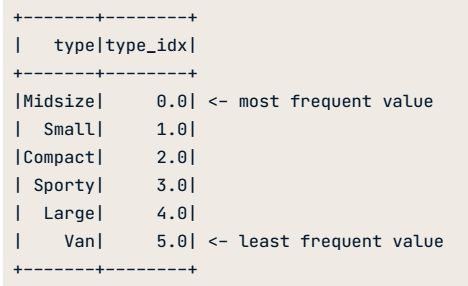 +-------+--------+
|   type|type_idx|
+-------+--------+
|Midsize|     0.0| <- most frequent value
|  Small|     1.0|
|Compact|     2.0|
| Sporty|     3.0|
|  Large|     4.0|
|    Van|     5.0| <- least frequent value
+-------+--------+